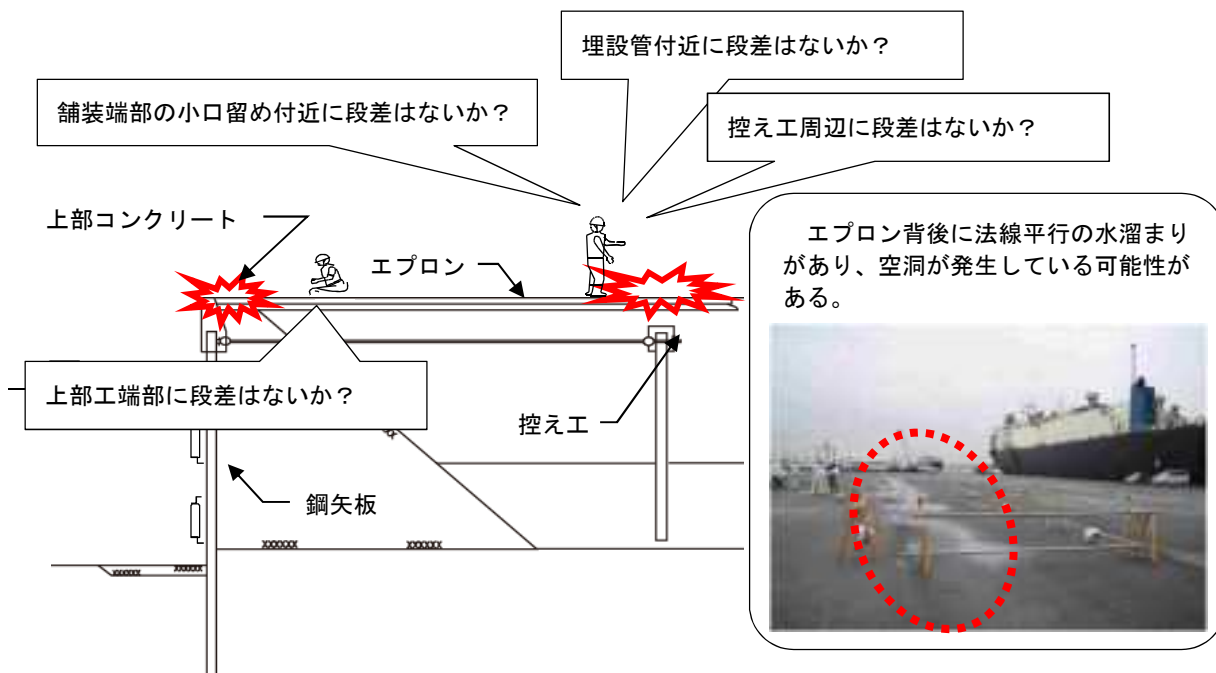 埋設管付近に段差はないか？
舗装端部の小口留め付近に段差はないか？
控え工周辺に段差はないか？
上部コンクリート
エプロン
エプロン背後に法線平行の水溜まり
があり、空洞が発生している可能性が
ある。
上部工端部に段差はないか？
控え工
鋼矢板